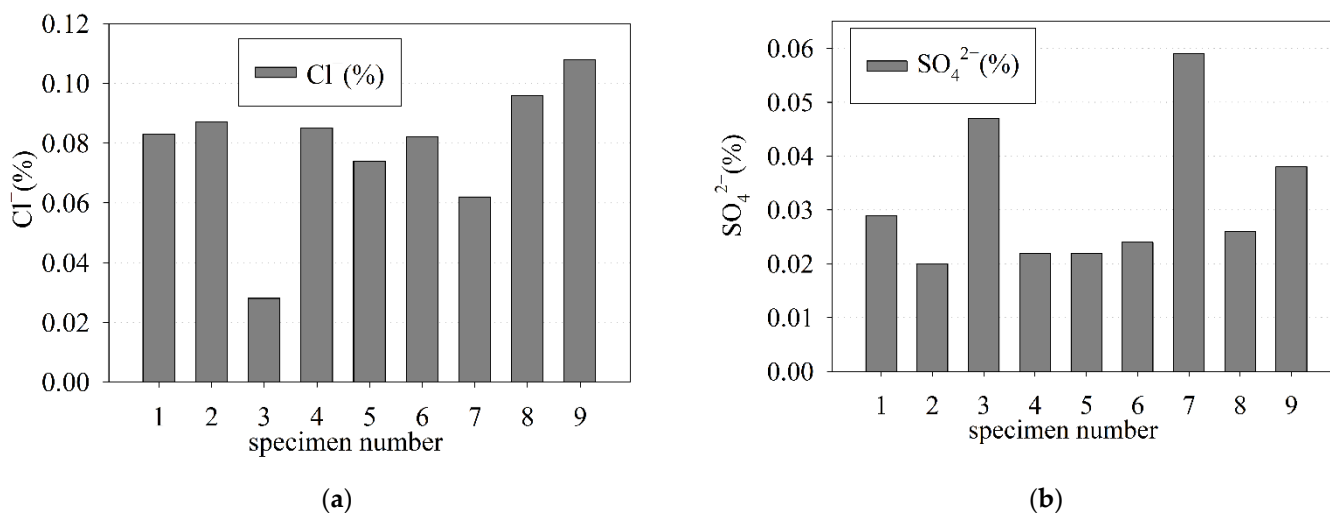 0.12
0.10
0.08
0.06
0.04
0.02
0.00
Cl⁻(%)
Cl (%)
1 2 3 4 5 6 7 8 9
specimen number
(a)
0.06
0.05
0.04
0.03
0.02
0.01
0.00
SO₄²⁻(%)
SO₄²⁻(%)
1 2 3 4 5 6 7 8 9
specimen number
(b)